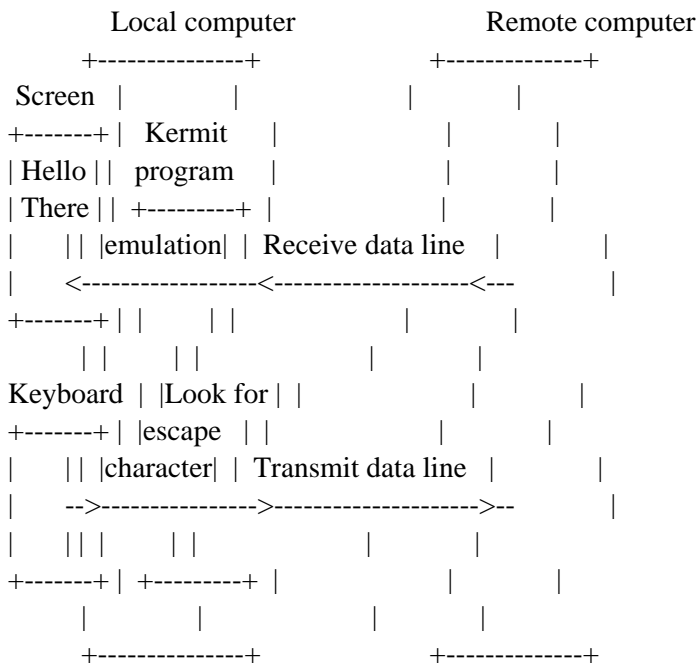 Local computer Remote computer
+---------------+ +--------------+
Screen | | | |
+-------+ | Kermit | | |
| Hello | | program | | |
| There | | +---------+ | | |
| | | |emulation| | Receive data line | |
| <------------------<--------------------<--- |
+-------+ | | | | | |
| | | | | |
Keyboard | |Look for | | | |
+-------+ | |escape | | | |
| | | |character| | Transmit data line | |
| -->---------------->---------------------->-- |
| | | | | | | |
+-------+ | +---------+ | | |
| | | |
+---------------+ +--------------+